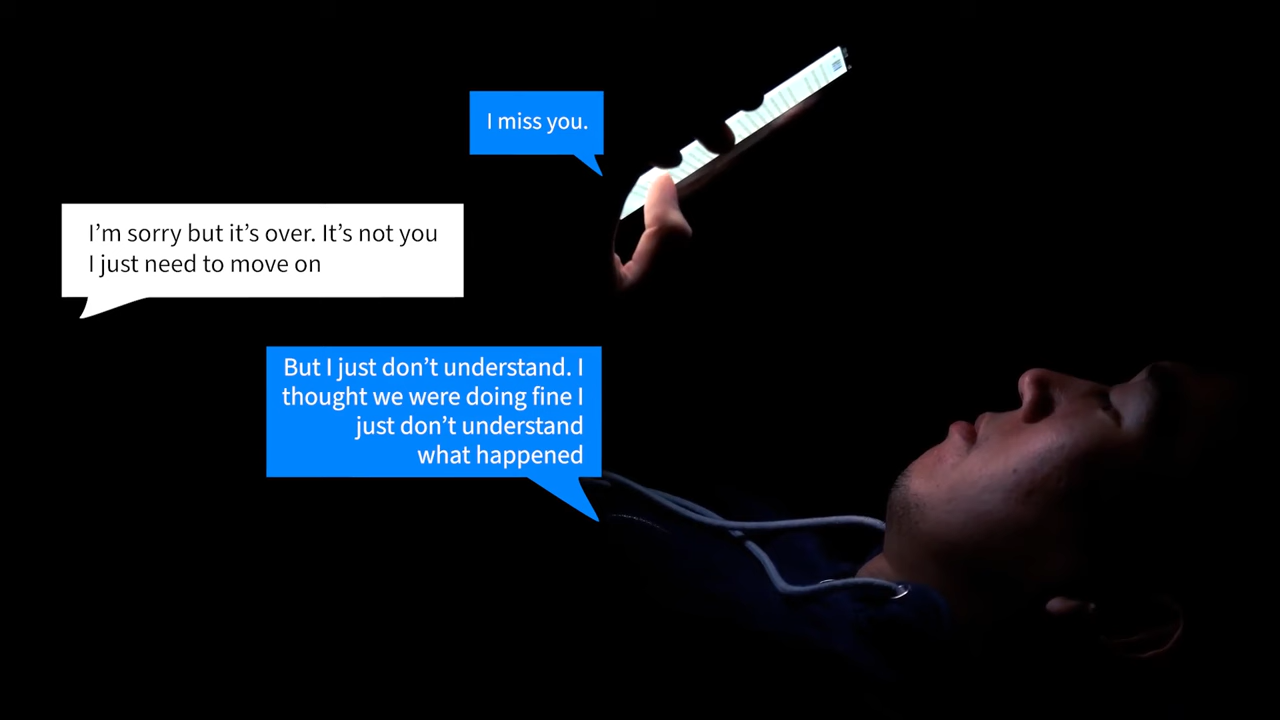 I miss you.
I'm sorry but it's over. It's not you
I just need to move on
But I just don't understand. I
thought we were doing fine I
just don't understand
what happened